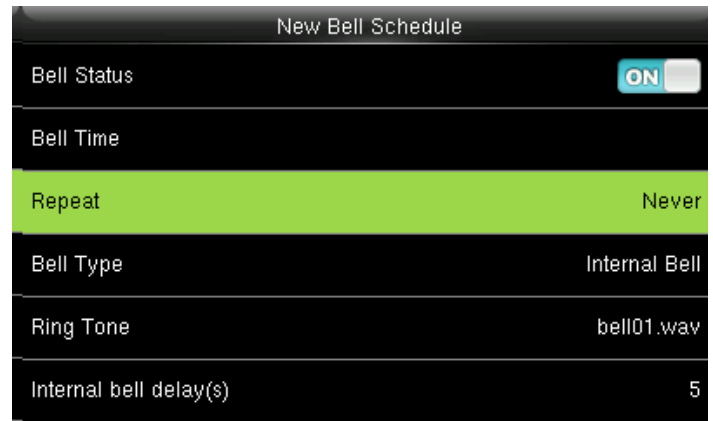 New Bell Schedule
Bell Status ON
Bell Time
Repeat Never
Bell Type Internal Bell
Ring Tone bell01.wav
Internal bell delay(s) 5